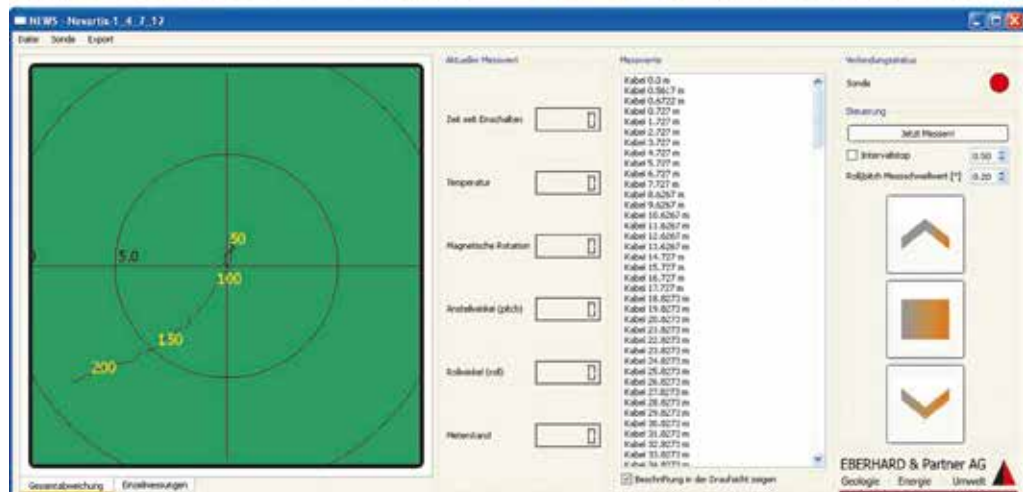 NEWS - Novartis-1_4_7_12
Datei Sonde Export
5.0
50
100
150
200
Gesamtabweichung Einzelmessungen
Aktueller Messwert
Zeit seit Einschalten
Temperatur
Magnetische Rotation
Anstellwinkel (pitch)
Rollwinkel (roll)
Meterstand
Messwerte
Kabel 0.0 m
Kabel 0.5617 m
Kabel 0.6722 m
Kabel 0.727 m
Kabel 1.727 m
Kabel 2.727 m
Kabel 3.727 m
Kabel 4.727 m
Kabel 5.727 m
Kabel 6.727 m
Kabel 7.727 m
Kabel 8.6267 m
Kabel 9.6267 m
Kabel 10.6267 m
Kabel 11.6267 m
Kabel 12.6267 m
Kabel 13.6267 m
Kabel 14.727 m
Kabel 15.727 m
Kabel 16.727 m
Kabel 17.727 m
Kabel 18.8273 m
Kabel 19.8273 m
Kabel 20.8273 m
Kabel 21.8273 m
Kabel 22.8273 m
Kabel 23.8273 m
Kabel 24.8273 m
Kabel 25.8273 m
Kabel 26.8273 m
Kabel 27.8273 m
Kabel 28.8273 m
Kabel 29.8273 m
Kabel 30.8273 m
Kabel 31.8273 m
Kabel 32.8273 m
Kabel 33.8273 m
Kabel 34.8273 m
Beschriftung in der Draufsicht zeigen
Verbindungsstatus
Sonde
Steuerung
Jetzt Messen!
Intervallstop 0.50
Roll/pitch Messschwellwert [°] 0.20
EBERHARD & Partner AG
Geologie Energie Umwelt